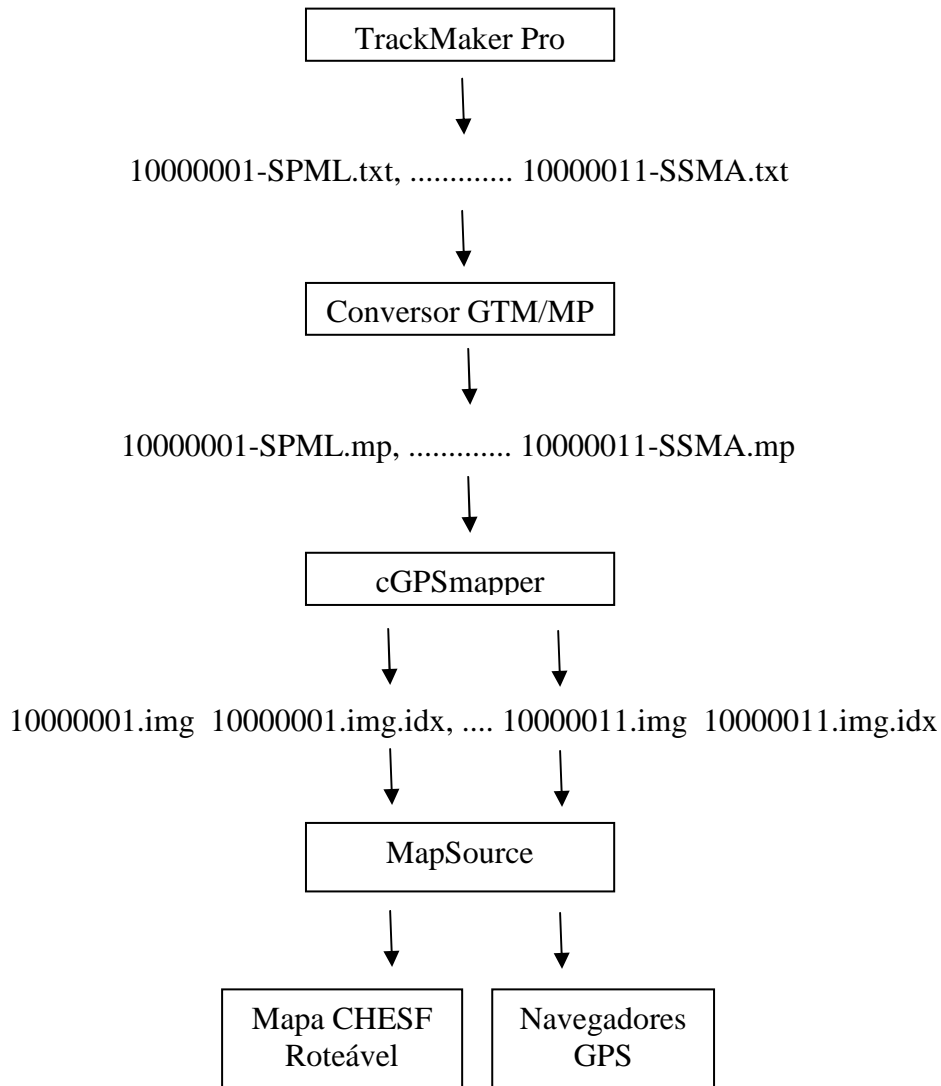 TrackMaker Pro
10000001-SPML.txt, ............. 10000011-SSMA.txt
Conversor GTM/MP
10000001-SPML.mp, ............. 10000011-SSMA.mp
cGPSmapper
10000001.img 10000001.img.idx, .... 10000011.img 10000011.img.idx
MapSource
Mapa CHESF
Roteável
Navegadores
GPS